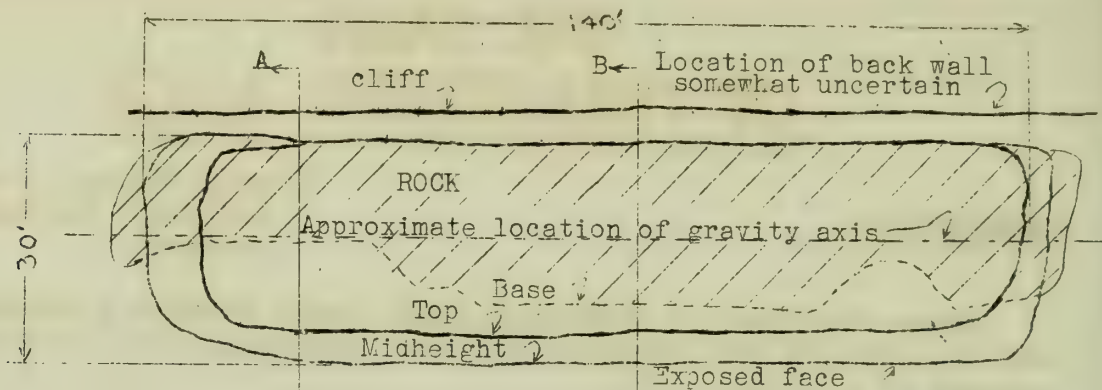 140'
A
B
Location of back wall
cliff
somewhat uncertain
ROCK
30'
Approximate location of gravity axis
Base
Top
Midheight
Exposed face